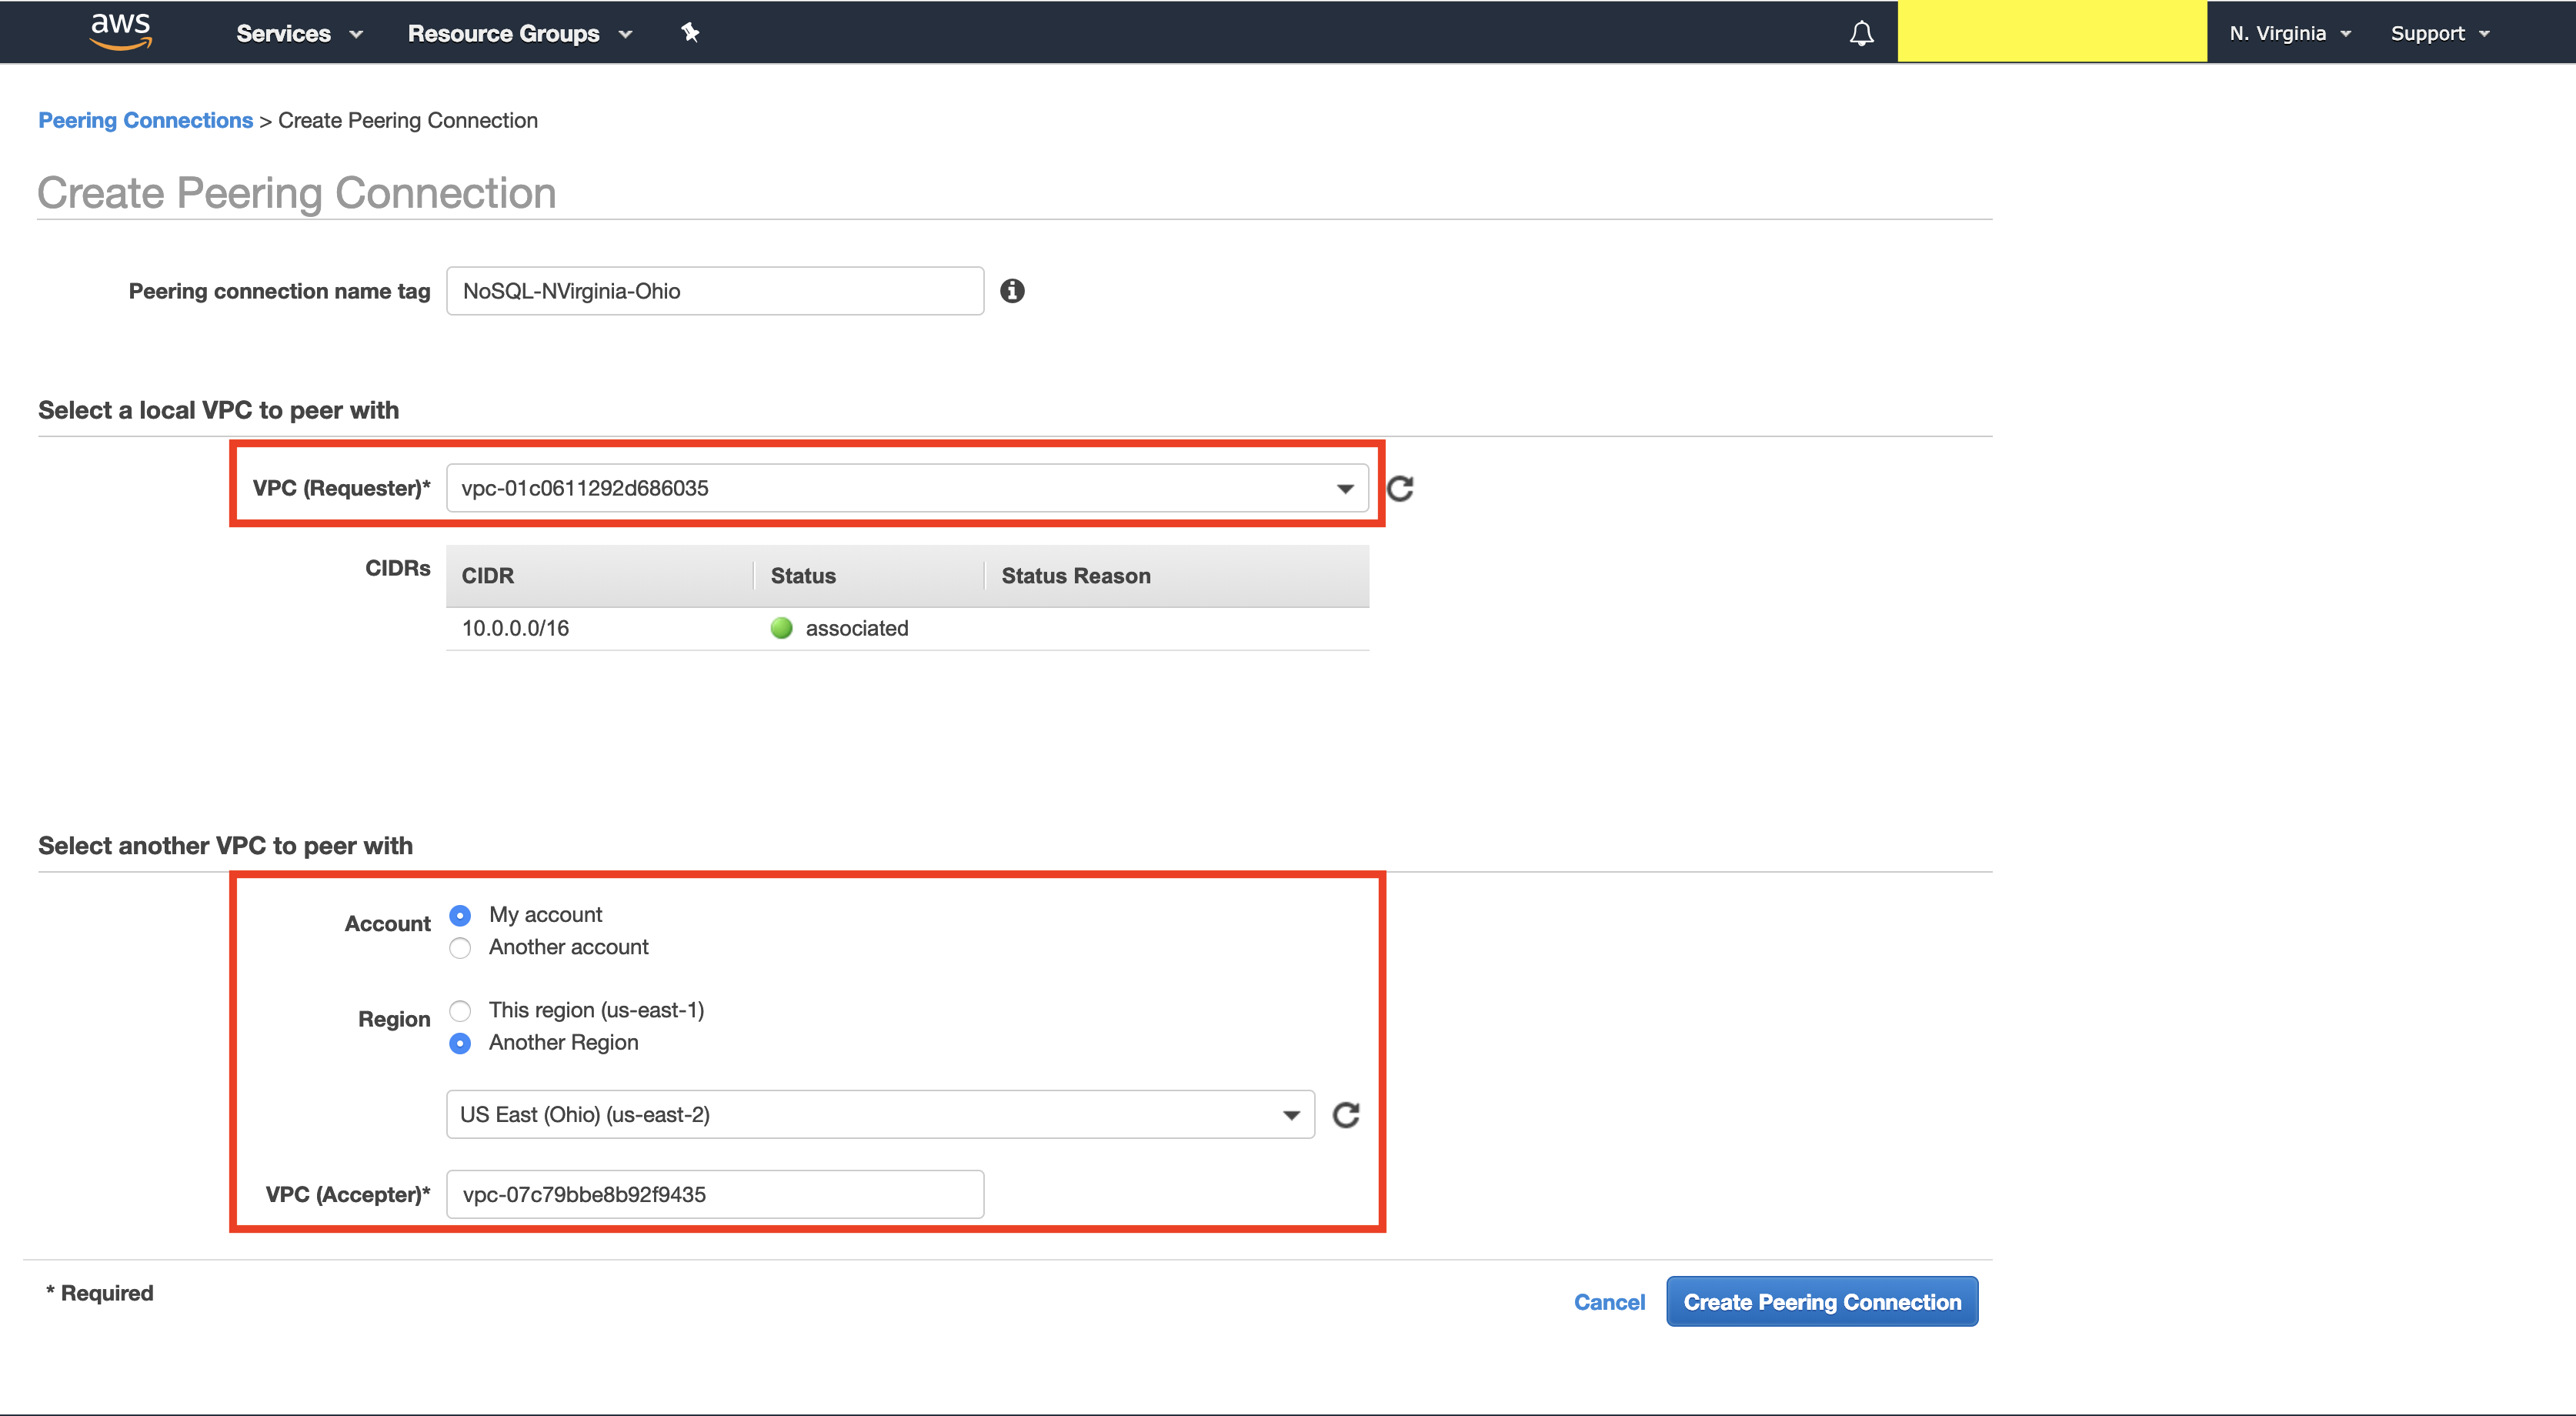 aws Services Resource Groups N. Virginia Support
Peering Connections > Create Peering Connection
Create Peering Connection
Peering connection name tag NoSQL-NVirginia-Ohio
Select a local VPC to peer with
VPC (Requester)* vpc-01c0611292d686035
CIDRs CIDR Status Status Reason
10.0.0.0/16 associated
Select another VPC to peer with
Account My account
Another account
Region This region (us-east-1)
Another Region
US East (Ohio) (us-east-2)
VPC (Accepter)* vpc-07c79bbe8b92f9435
* Required Cancel Create Peering Connection